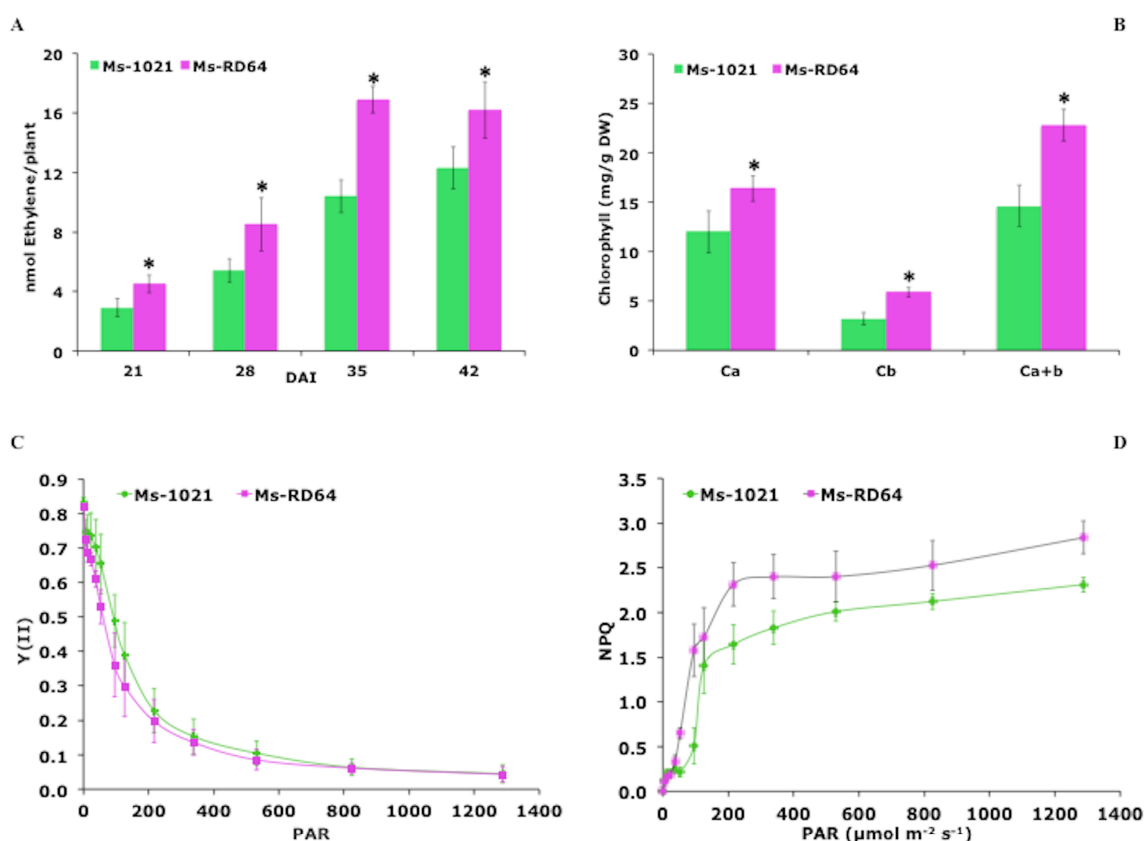 A
20
16
12
8
4
0
nmol Ethylene/plant
Ms-1021 Ms-RD64
* * * *
21 28 35 42
DAI
B
30
25
20
15
10
5
0
Chlorophyll (mg/g DW)
Ms-1021 Ms-RD64
* * *
Ca Cb Ca+b
C
0.9
0.8
0.7
0.6
0.5
0.4
0.3
0.2
0.1
0.0
Y(II)
Ms-1021 Ms-RD64
0 200 400 600 800 1000 1200 1400
PAR
D
3.5
3.0
2.5
2.0
1.5
1.0
0.5
0.0
NPQ
Ms-1021 Ms-RD64
0 200 400 600 800 1000 1200 1400
PAR (µmol m⁻² s⁻¹)